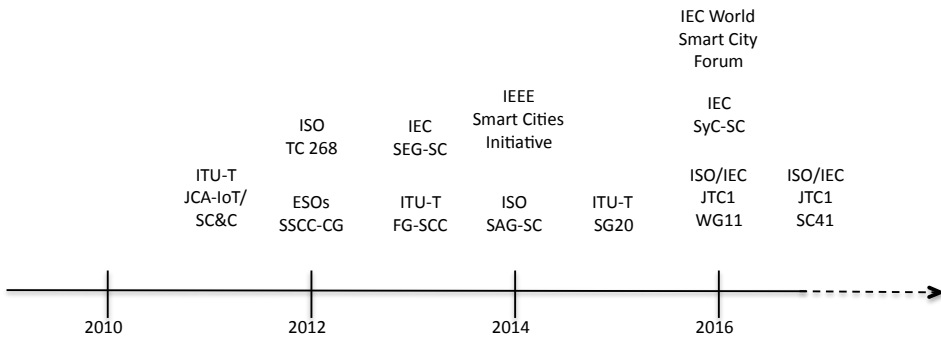 IEC World
Smart City
Forum
IEEE
Smart Cities
Initiative
IEC
SyC-SC
ISO
TC 268
IEC
SEG-SC
ITU-T
JCA-IoT/
SC&C
ESOs
SSCC-CG
ITU-T
FG-SCC
ISO
SAG-SC
ITU-T
SG20
ISO/IEC
JTC1
WG11
ISO/IEC
JTC1
SC41
2010
2012
2014
2016